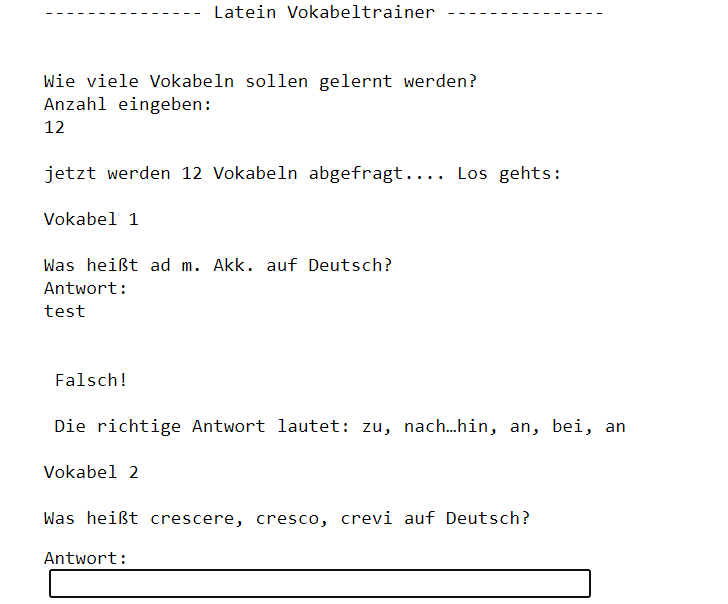 --------------- Latein Vokabeltrainer ---------------
Wie viele Vokabeln sollen gelernt werden?
Anzahl eingeben:
12
jetzt werden 12 Vokabeln abgefragt.... Los gehts:
Vokabel 1
Was heißt ad m. Akk. auf Deutsch?
Antwort:
test
Falsch!
Die richtige Antwort lautet: zu, nach…hin, an, bei, an
Vokabel 2
Was heißt crescere, cresco, crevi auf Deutsch?
Antwort: